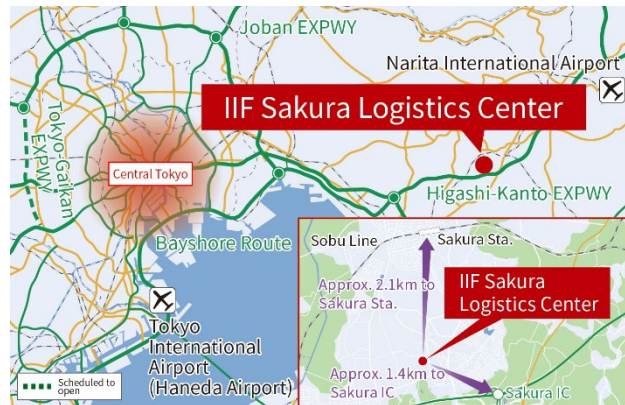 Joban EXPWY
Narita International Airport
IIF Sakura Logistics Center
Tokyo-Gaikan
EXPWY
Central Tokyo
Higashi-Kanto EXPWY
Bayshore Route
Sobu Line
Sakura Sta.
Approx. 2.1km to
Sakura Sta.
IIF Sakura
Logistics Center
Tokyo
International
Airport
(Haneda Airport)
Approx. 1.4km to
Sakura IC
Sakura IC
Scheduled to
open